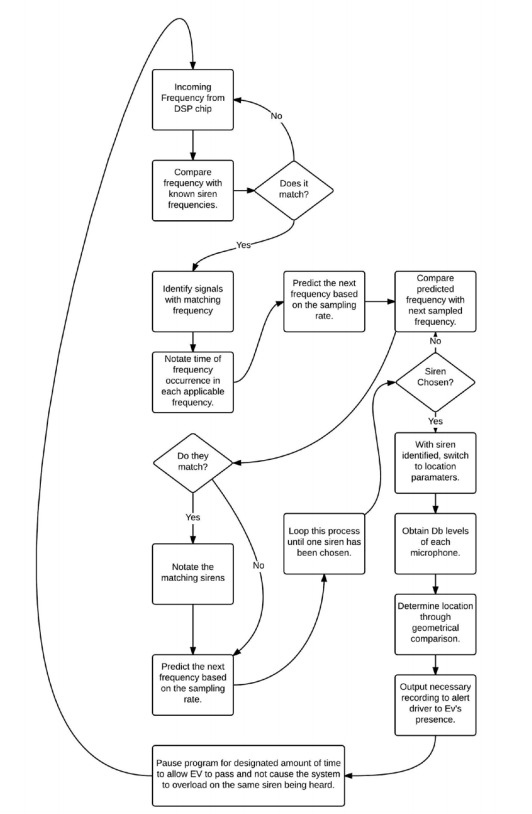 Incoming
Frequency from
DSP chip
No
Compare
frequency with
known siren
frequencies.
Does it
match?
Yes
Identify signals
with matching
frequency
Predict the next
frequency based
on the sampling
rate.
Compare
predicted
frequency with
next sampled
frequency.
Notate time of
frequency
occurrence in
each applicable
frequency.
No
Siren
Chosen?
Yes
Do they
match?
With siren
identified, switch
to location
paramaters.
Yes
No
Notate the
matching sirens
Loop this process
until one siren has
been chosen.
Obtain Db levels
of each
microphone.
Determine location
through
geometrical
comparison.
Predict the next
frequency based
on the sampling
rate.
Output necessary
recording to alert
driver to Ev's
presence.
Pause program for designated amount of time
to allow EV to pass and not cause the system
to overload on the same siren being heard.